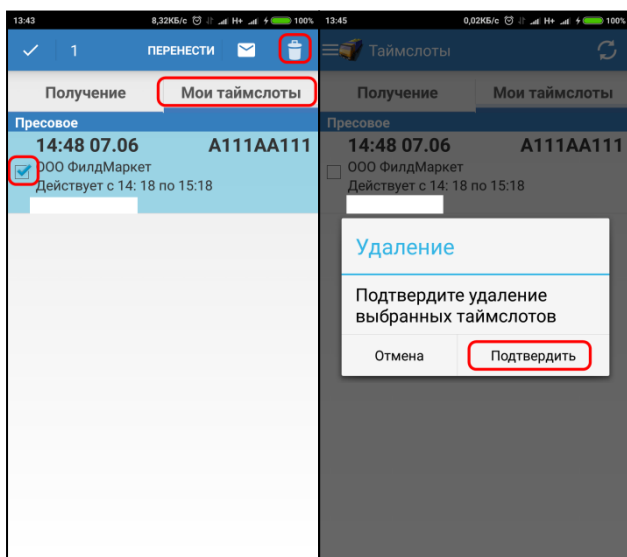 13:43 8,32КБ/с H+ 100%
1 ПЕРЕНЕСТИ
Получение Мои таймслоты
Пресовое
14:48 07.06 А111АА111
ООО ФилдМаркет
Действует с 14: 18 по 15:18
13:45 0,02КБ/с H+ 100%
Таймслоты
Получение Мои таймслоты
Пресовое
14:48 07.06 А111АА111
ООО ФилдМаркет
Действует с 14: 18 по 15:18
Удаление
Подтвердите удаление
выбранных таймслотов
Отмена Подтвердить